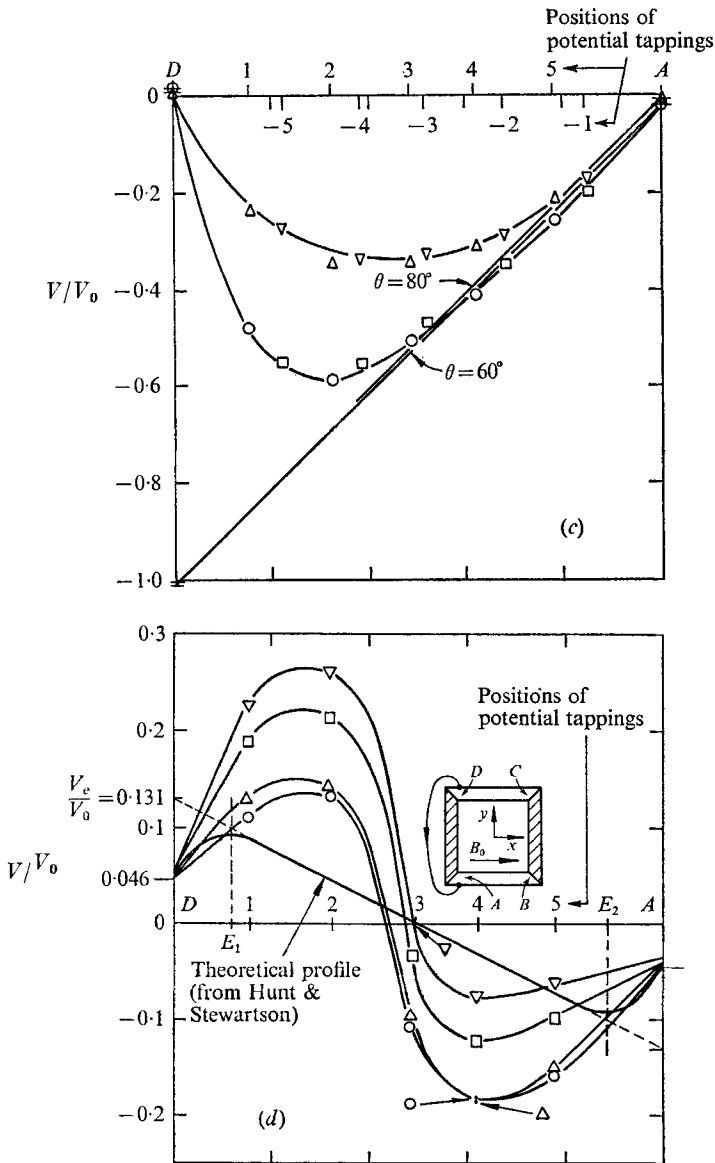 Positions of
potential tappings
D 1 2 3 4 5 A
0
−5 −4 −3 −2 −1
−0·2
V/V₀
−0·4
θ=80°
−0·6
θ=60°
−0·8
(c)
−1·0
0·3
Positions of
potential tappings
0·2
D C
Vₑ/V₀ =0·131
y
0·1
x
B₀
V/V₀
0·046
A B
D 1 2 3 4 5 E₂ A
0
E₁
Theoretical profile
(from Hunt &
Stewartson)
−0·1
(d)
−0·2